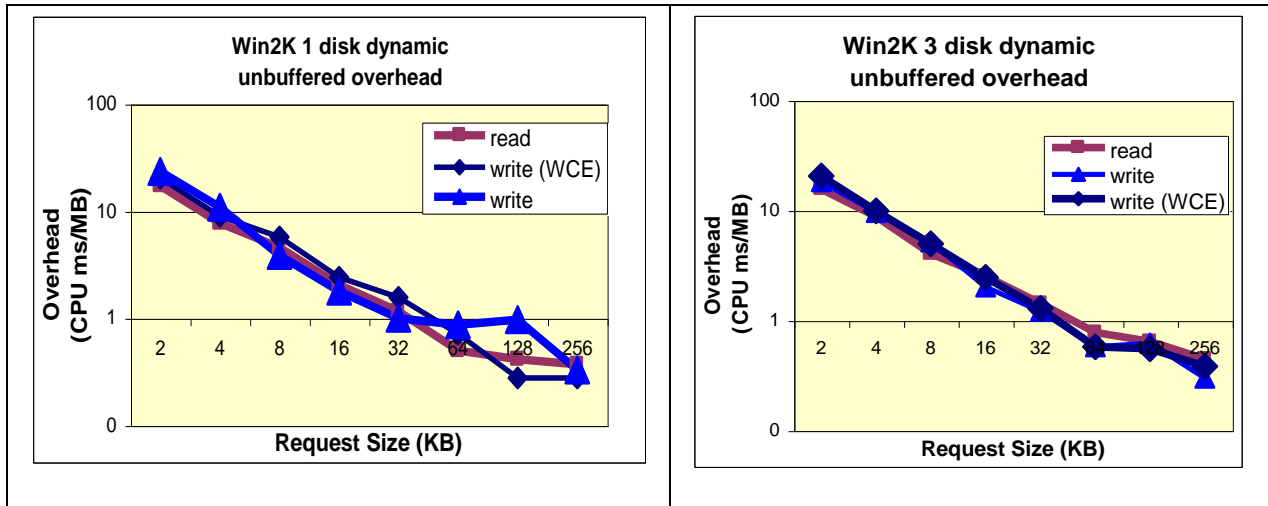 Win2K 1 disk dynamic
unbuffered overhead
100
10
1
0
Overhead
(CPU ms/MB)
read
write (WCE)
write
2 4 8 16 32 64 128 256
Request Size (KB)
Win2K 3 disk dynamic
unbuffered overhead
100
10
1
0
Overhead
(CPU ms/MB)
read
write
write (WCE)
2 4 8 16 32 64 128 256
Request Size (KB)